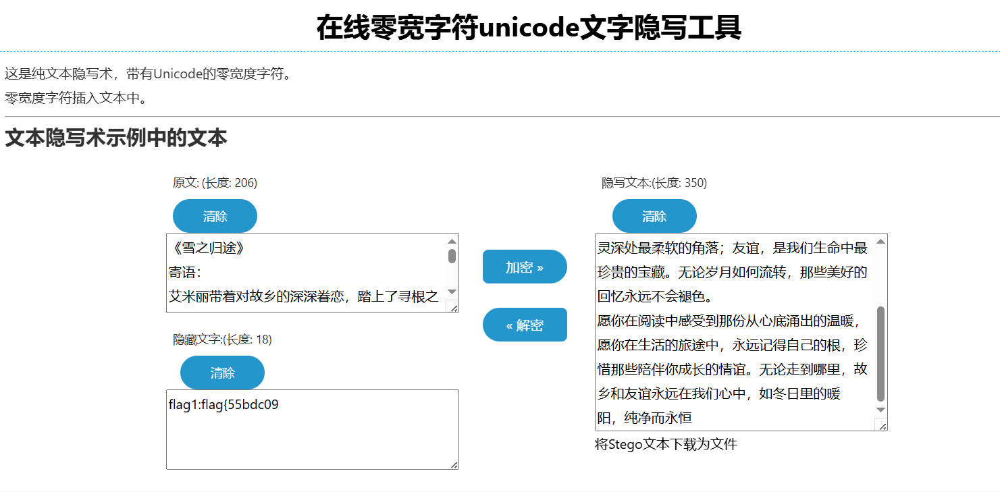 在线零宽字符unicode文字隐写工具
这是纯文本隐写术，带有Unicode的零宽度字符。
零宽度字符插入文本中。
文本隐写术示例中的文本
原文: (长度: 206)
清除
《雪之归途》
寄语：
艾米丽带着对故乡的深深眷恋，踏上了寻根之
隐藏文字:(长度: 18)
清除
flag1:flag{55bdc09
加密 »
« 解密
隐写文本:(长度: 350)
清除
灵深处最柔软的角落；友谊，是我们生命中最
珍贵的宝藏。无论岁月如何流转，那些美好的
回忆永远不会褪色。
愿你在阅读中感受到那份从心底涌出的温暖，
愿你在生活的旅途中，永远记得自己的根，珍
惜那些陪伴你成长的情谊。无论走到哪里，故
乡和友谊永远在我们心中，如冬日里的暖
阳，纯净而永恒
将Stego文本下载为文件